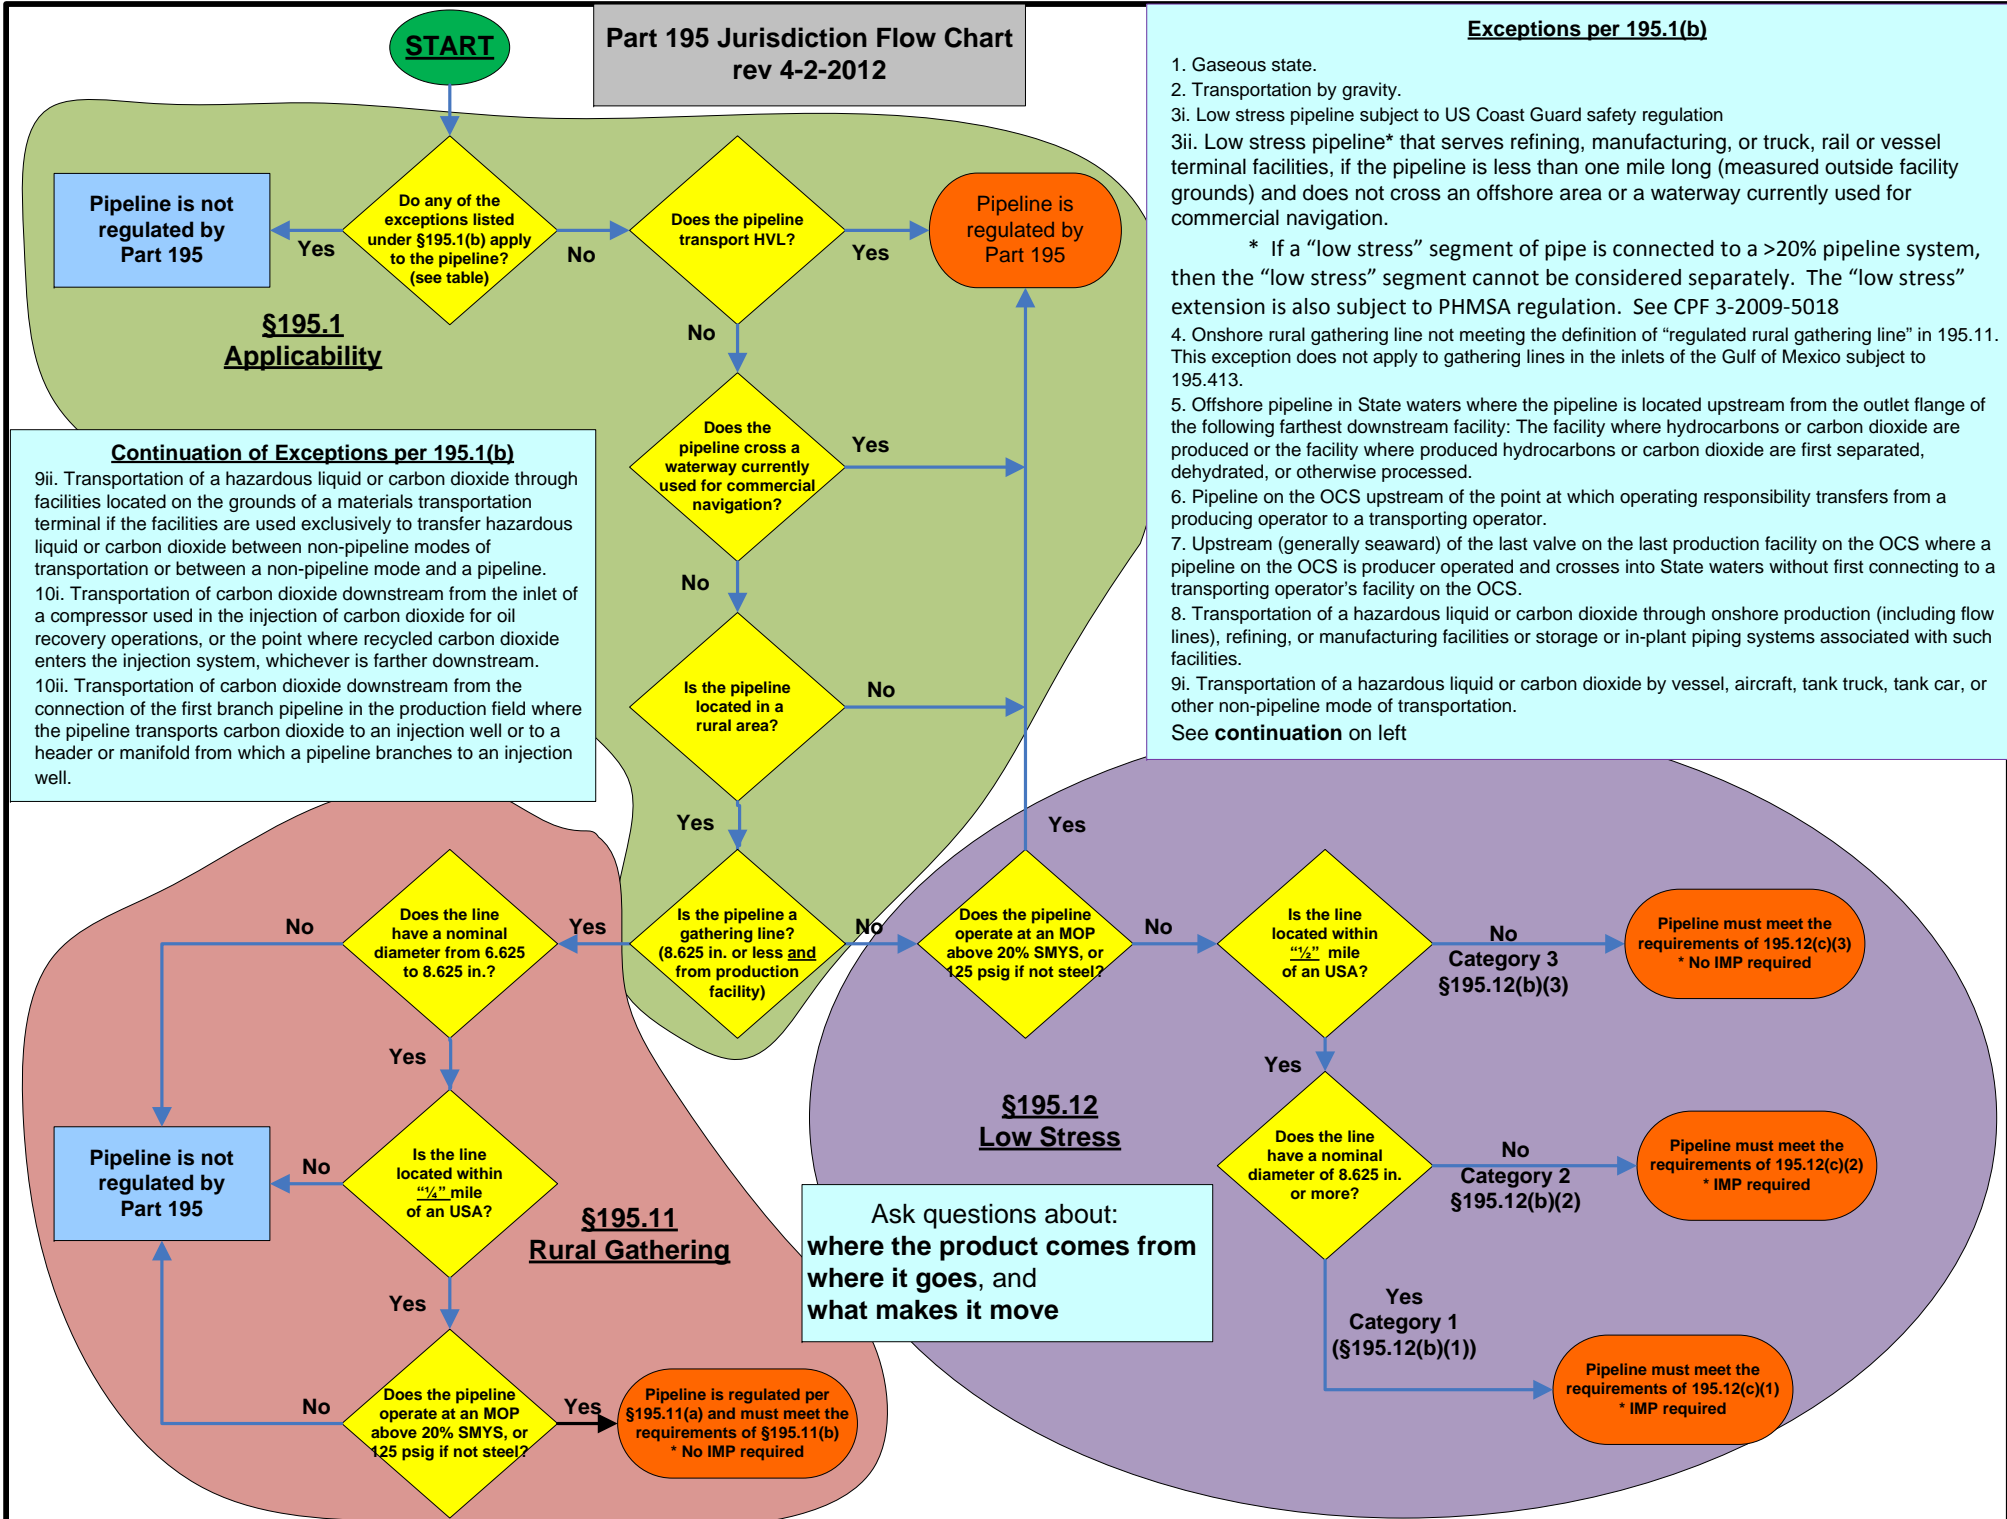 START
Part 195 Jurisdiction Flow Chart
rev 4-2-2012
Exceptions per 195.1(b)
1. Gaseous state.
2. Transportation by gravity.
3i. Low stress pipeline subject to US Coast Guard safety regulation
3ii. Low stress pipeline* that serves refining, manufacturing, or truck, rail or vessel
terminal facilities, if the pipeline is less than one mile long (measured outside facility
grounds) and does not cross an offshore area or a waterway currently used for
commercial navigation.
* If a “low stress” segment of pipe is connected to a >20% pipeline system,
then the “low stress” segment cannot be considered separately. The “low stress”
extension is also subject to PHMSA regulation. See CPF 3-2009-5018
4. Onshore rural gathering line not meeting the definition of “regulated rural gathering line” in 195.11.
This exception does not apply to gathering lines in the inlets of the Gulf of Mexico subject to
195.413.
5. Offshore pipeline in State waters where the pipeline is located upstream from the outlet flange of
the following farthest downstream facility: The facility where hydrocarbons or carbon dioxide are
produced or the facility where produced hydrocarbons or carbon dioxide are first separated,
dehydrated, or otherwise processed.
6. Pipeline on the OCS upstream of the point at which operating responsibility transfers from a
producing operator to a transporting operator.
7. Upstream (generally seaward) of the last valve on the last production facility on the OCS where a
pipeline on the OCS is producer operated and crosses into State waters without first connecting to a
transporting operator’s facility on the OCS.
8. Transportation of a hazardous liquid or carbon dioxide through onshore production (including flow
lines), refining, or manufacturing facilities or storage or in-plant piping systems associated with such
facilities.
9i. Transportation of a hazardous liquid or carbon dioxide by vessel, aircraft, tank truck, tank car, or
other non-pipeline mode of transportation.
See continuation on left
Pipeline is not
regulated by
Part 195
Yes
Do any of the
exceptions listed
under §195.1(b) apply
to the pipeline?
(see table)
No
Does the pipeline
transport HVL?
Yes
Pipeline is
regulated by
Part 195
§195.1
Applicability
No
Does the
pipeline cross a
waterway currently
used for commercial
navigation?
Yes
Continuation of Exceptions per 195.1(b)
9ii. Transportation of a hazardous liquid or carbon dioxide through
facilities located on the grounds of a materials transportation
terminal if the facilities are used exclusively to transfer hazardous
liquid or carbon dioxide between non-pipeline modes of
transportation or between a non-pipeline mode and a pipeline.
10i. Transportation of carbon dioxide downstream from the inlet of
a compressor used in the injection of carbon dioxide for oil
recovery operations, or the point where recycled carbon dioxide
enters the injection system, whichever is farther downstream.
10ii. Transportation of carbon dioxide downstream from the
connection of the first branch pipeline in the production field where
the pipeline transports carbon dioxide to an injection well or to a
header or manifold from which a pipeline branches to an injection
well.
No
Is the pipeline
located in a
rural area?
No
Yes
Yes
No
Does the line
have a nominal
diameter from 6.625
to 8.625 in.?
Yes
Is the pipeline a
gathering line?
(8.625 in. or less and
from production
facility)
No
Does the pipeline
operate at an MOP
above 20% SMYS, or
125 psig if not steel?
No
Is the line
located within
“½” mile
of an USA?
No
Category 3
§195.12(b)(3)
Pipeline must meet the
requirements of 195.12(c)(3)
* No IMP required
Yes
Yes
Pipeline is not
regulated by
Part 195
No
Is the line
located within
“¼” mile
of an USA?
§195.11
Rural Gathering
§195.12
Low Stress
Does the line
have a nominal
diameter of 8.625 in.
or more?
No
Category 2
§195.12(b)(2)
Pipeline must meet the
requirements of 195.12(c)(2)
* IMP required
Ask questions about:
where the product comes from
where it goes, and
what makes it move
Yes
Yes
Category 1
(§195.12(b)(1))
Pipeline must meet the
requirements of 195.12(c)(1)
* IMP required
No
Does the pipeline
operate at an MOP
above 20% SMYS, or
125 psig if not steel?
Yes
Pipeline is regulated per
§195.11(a) and must meet the
requirements of §195.11(b)
* No IMP required